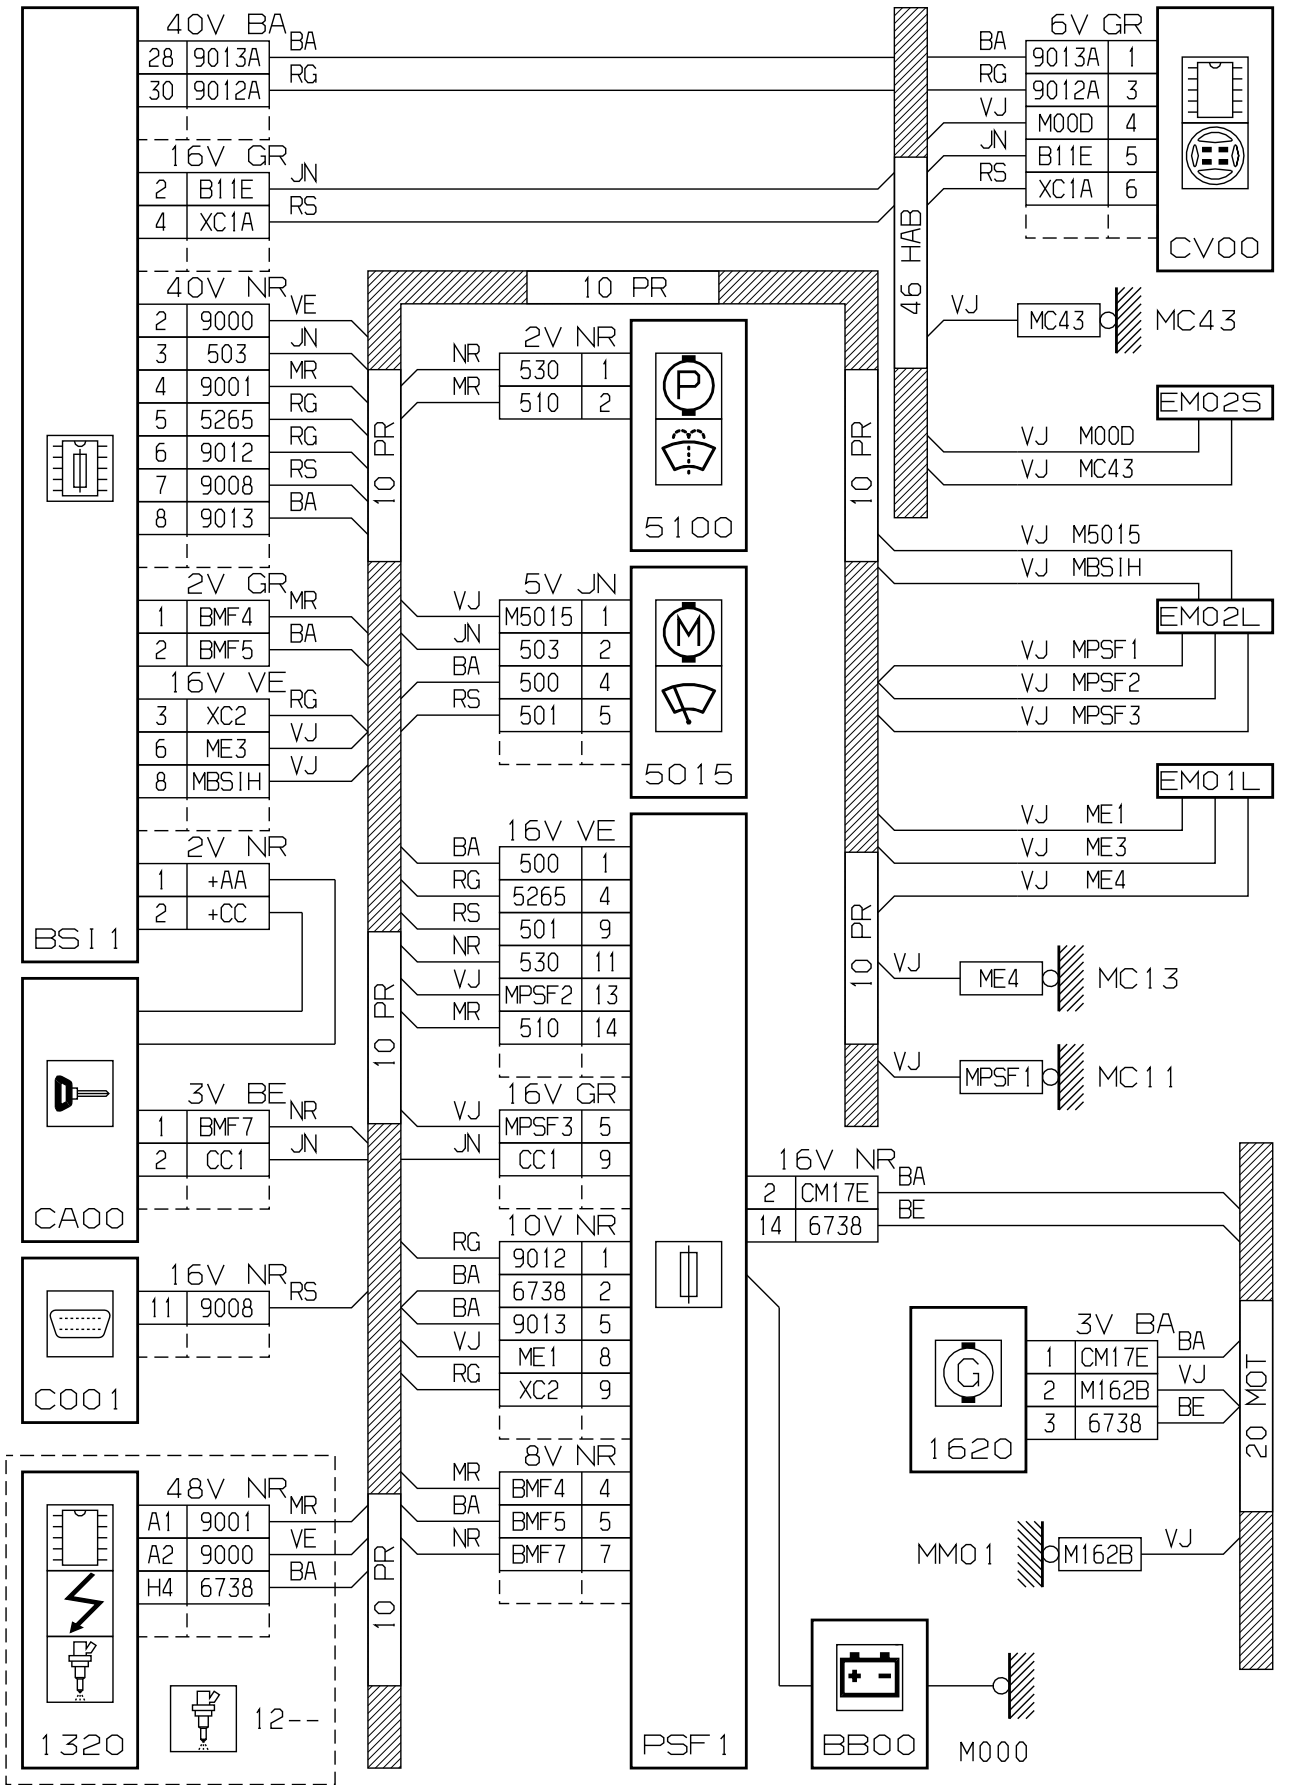 40V BA
28 9013A BA
30 9012A RG
16V GR
2 B11E JN
4 XC1A RS
40V NR
2 9000 VE
3 503 JN
4 9001 MR
5 5265 RG
6 9012 RG
7 9008 RS
8 9013 BA
2V GR
1 BMF4 MR
2 BMF5 BA
16V VE
3 XC2 RG
6 ME3 VJ
8 MBSIH VJ
2V NR
1 +AA
2 +CC
BSI1
3V BE
1 BMF7 NR
2 CC1 JN
CA00
16V NR
11 9008 RS
C001
48V NR
A1 9001 MR
A2 9000 VE
H4 6738 BA
1320
12--
10 PR
10 PR
10 PR
10 PR
2V NR
NR 530 1
MR 510 2
5100
5V JN
VJ M5015 1
JN 503 2
BA 500 4
RS 501 5
5015
16V VE
BA 500 1
RG 5265 4
RS 501 9
NR 530 11
VJ MPSF2 13
MR 510 14
16V GR
VJ MPSF3 5
JN CC1 9
10V NR
RG 9012 1
BA 6738 2
BA 9013 5
VJ ME1 8
RG XC2 9
8V NR
MR BMF4 4
BA BMF5 5
NR BMF7 7
PSF1
16V NR
2 CM17E BA
14 6738 BE
10 PR
10 PR
46 HAB
6V GR
BA 9013A 1
RG 9012A 3
VJ M00D 4
JN B11E 5
RS XC1A 6
CV00
VJ MC43 MC43
EM02S
VJ M00D
VJ MC43
VJ M5015
VJ MBSIH
EM02L
VJ MPSF1
VJ MPSF2
VJ MPSF3
EM01L
VJ ME1
VJ ME3
VJ ME4
VJ ME4 MC13
VJ MPSF1 MC11
3V BA
1 CM17E BA
2 M162B VJ
3 6738 BE
1620
20 MOT
MM01 M162B VJ
BB00
M000